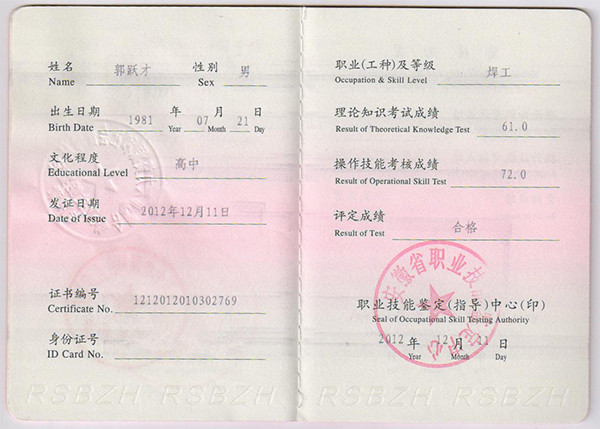 姓名 郭跃才 性别 男
Name Sex
出生日期 1981 年 07 月 21 日
Birth Date Year Month Day
文化程度 高中
Educational Level
发证日期 2012年12月11日
Date of Issue
证书编号 1212012010302769
Certificate No.
身份证号
ID Card No.
RSBZH RSBZH
职业(工种)及等级 焊工
Occupation & Skill Level
理论知识考试成绩 61.0
Result of Theoretical Knowledge Test
操作技能考核成绩 72.0
Result of Operational Skill Test
评定成绩 合格
Result of Test
安徽省职业技
职业技能鉴定(指导)中心(印)
Seal of Occupational Skill Testing Authority
2012 年 12 月 11 日
Year Month Day
RSBZH RSBZH